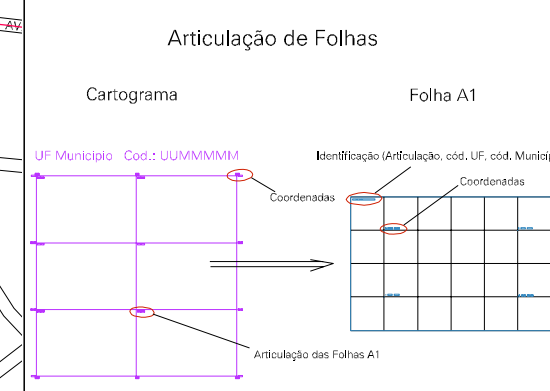 AV
Articulação de Folhas
Cartograma
Folha A1
UF Municipio Cod.: UUMMMMM
Identificação (Articulação, cód. UF, cód. Municíp
Coordenadas
Coordenadas
Articulação das Folhas A1